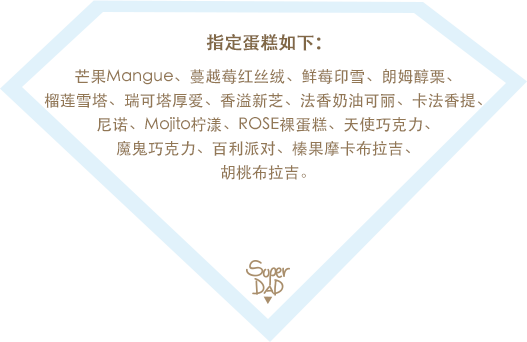 指定蛋糕如下：
芒果Mangue、蔓越莓红丝绒、鲜莓印雪、朗姆醇栗、
榴莲雪塔、瑞可塔厚爱、香溢新芝、法香奶油可丽、卡法香提、
尼诺、Mojito柠漾、ROSE裸蛋糕、天使巧克力、
魔鬼巧克力、百利派对、榛果摩卡布拉吉、
胡桃布拉吉。
Super
DAD